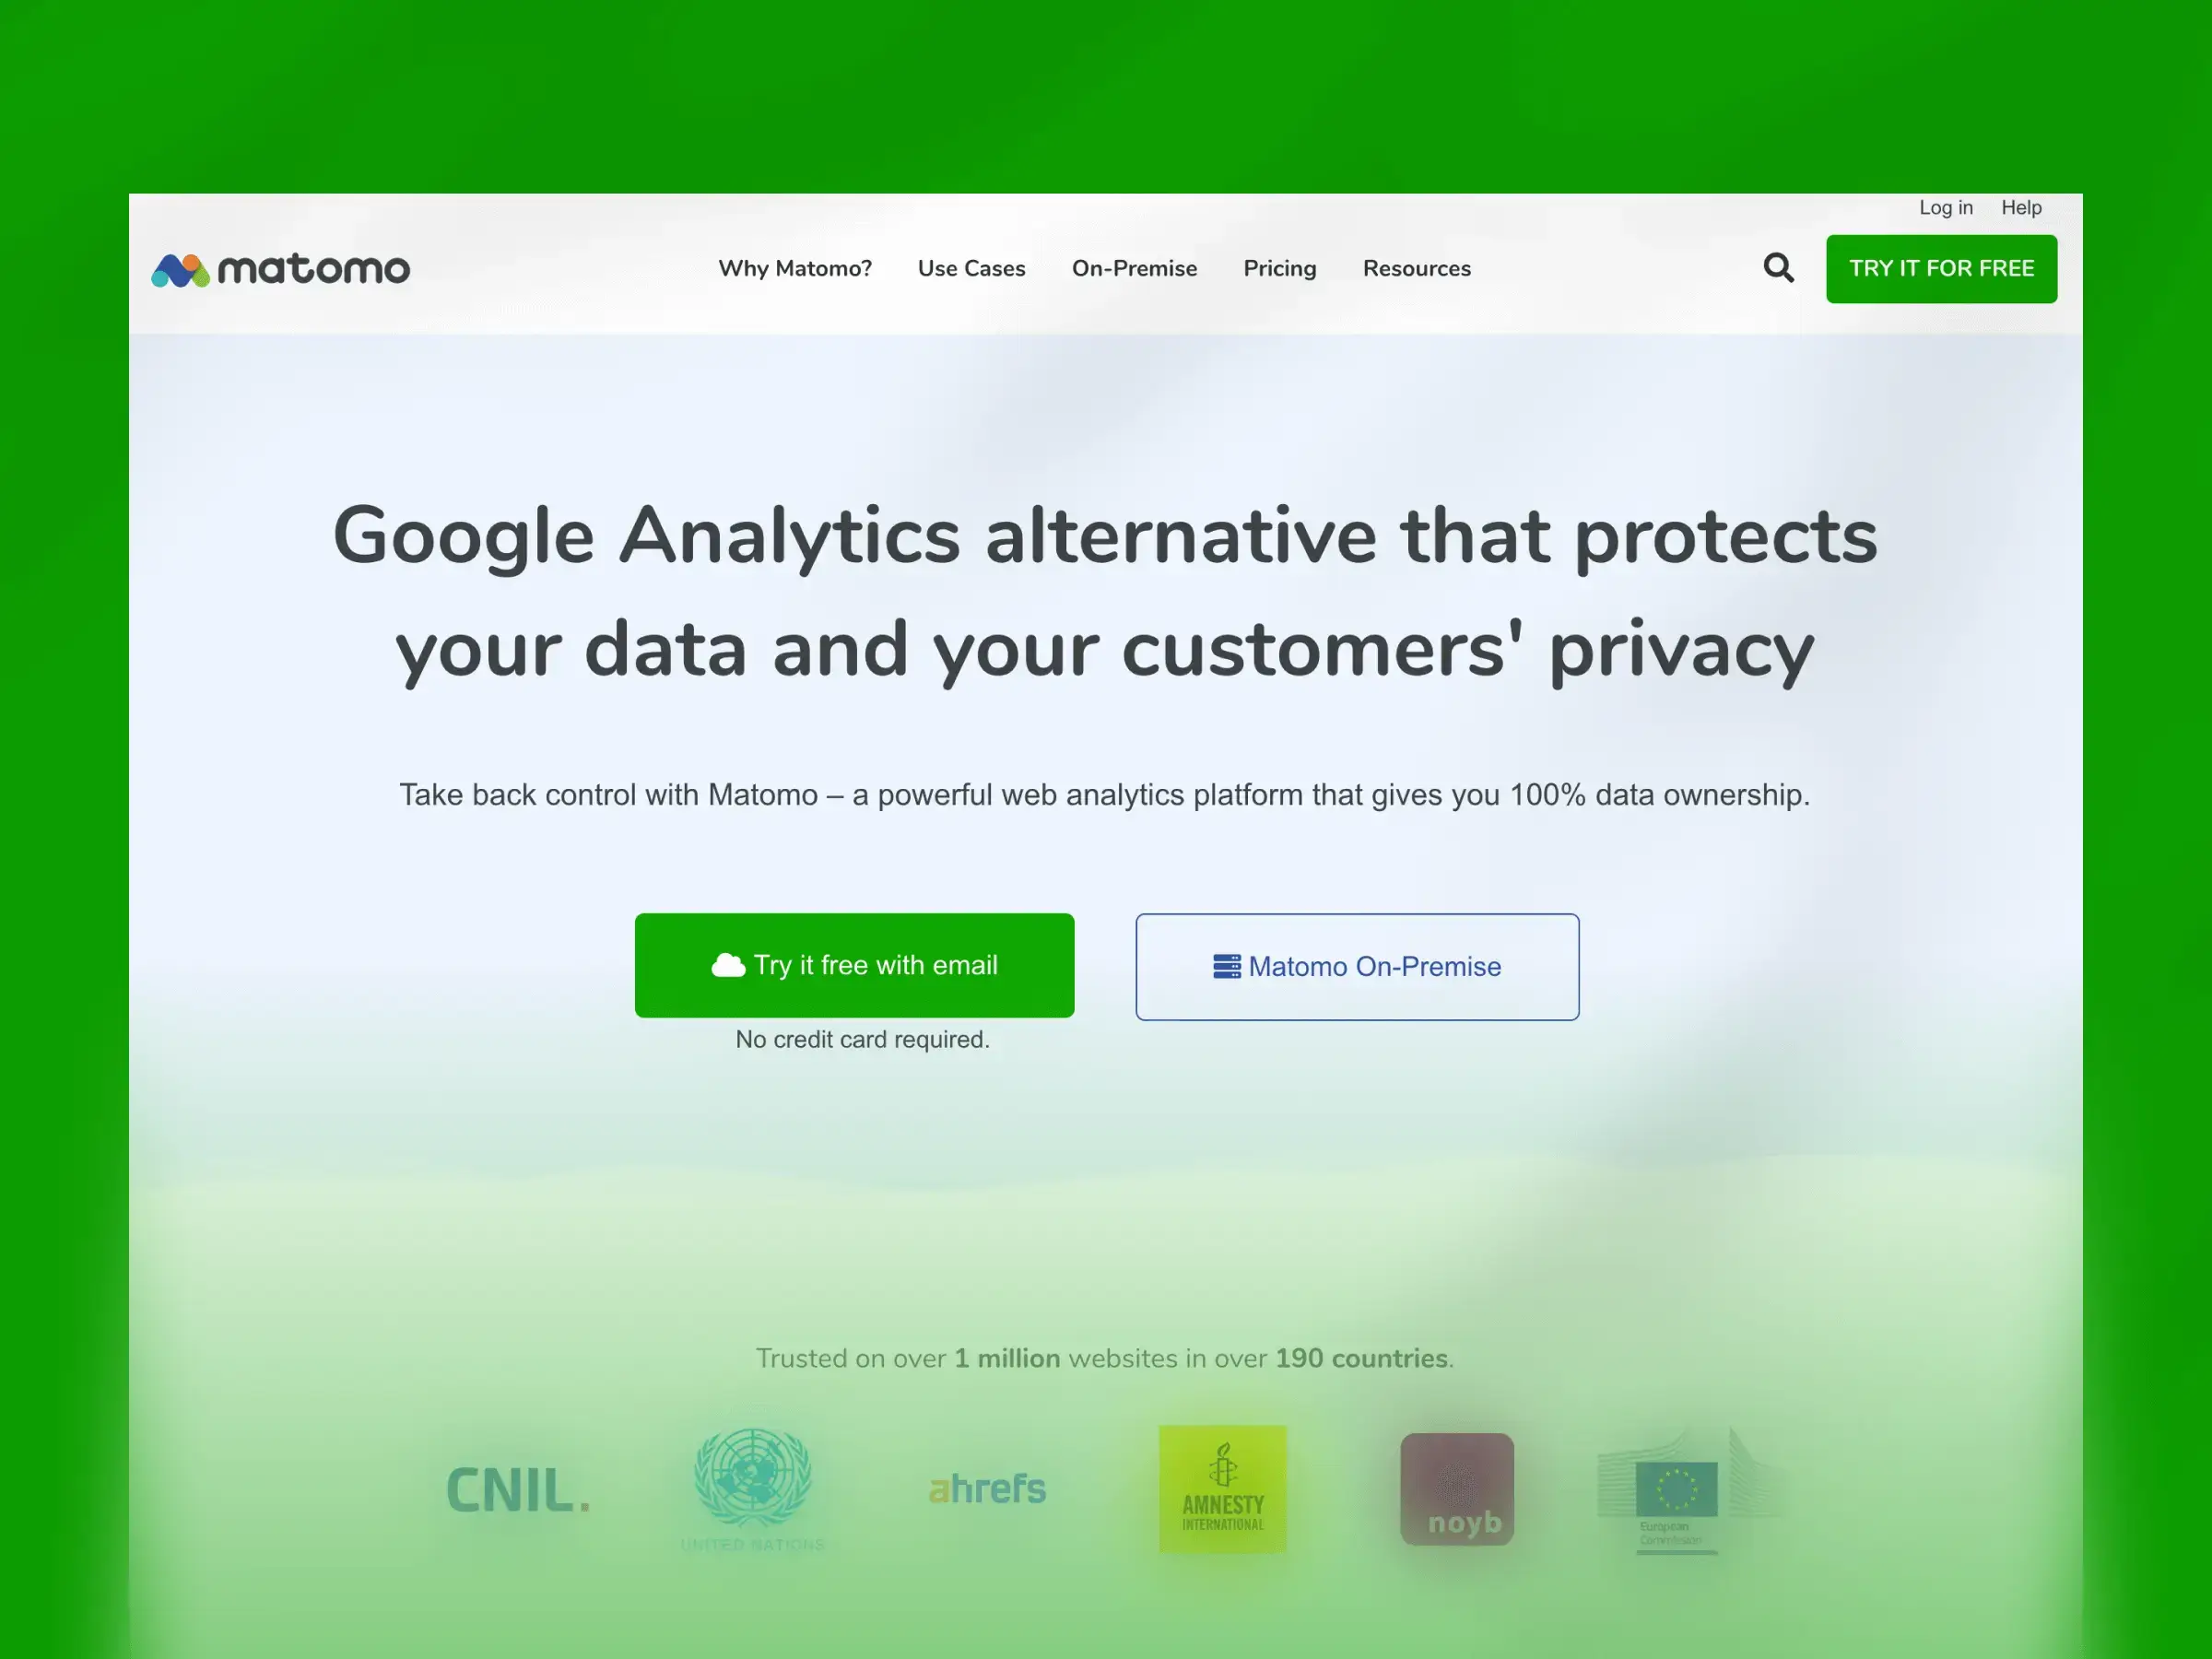 Log in Help
matomo Why Matomo? Use Cases On-Premise Pricing Resources TRY IT FOR FREE
Google Analytics alternative that protects
your data and your customers' privacy
Take back control with Matomo – a powerful web analytics platform that gives you 100% data ownership.
Try it free with email Matomo On-Premise
No credit card required.
Trusted on over 1 million websites in over 190 countries.
CNIL.
UNITED NATIONS
ahrefs
AMNESTY
INTERNATIONAL
noyb
European
Commission